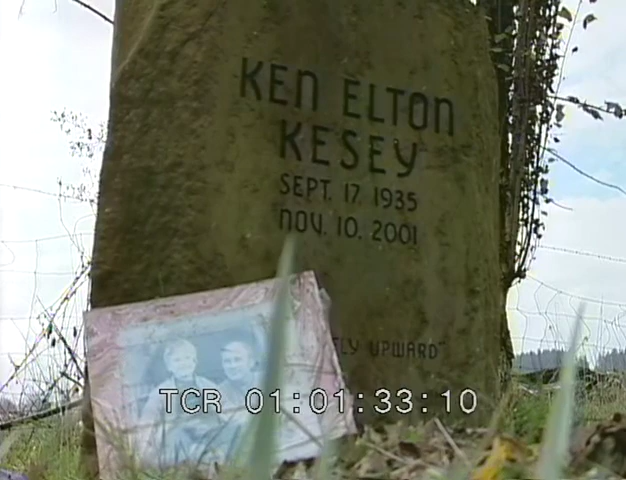 KEN ELTON
KESEY
SEPT. 17. 1935
NOV. 10. 2001
UPWARD"
TCR 01:01:33:10